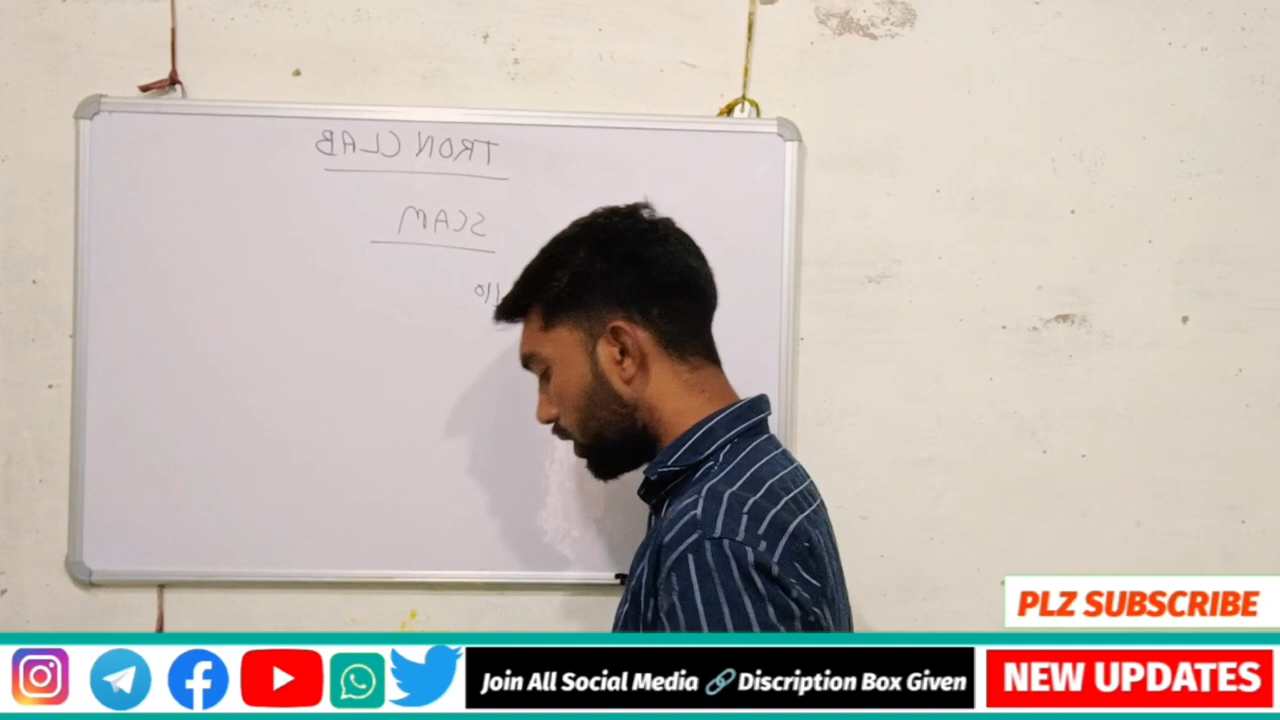 TRON CLAB
SCAM
PLZ SUBSCRIBE
Join All Social Media 🔗 Discription Box Given
NEW UPDATES